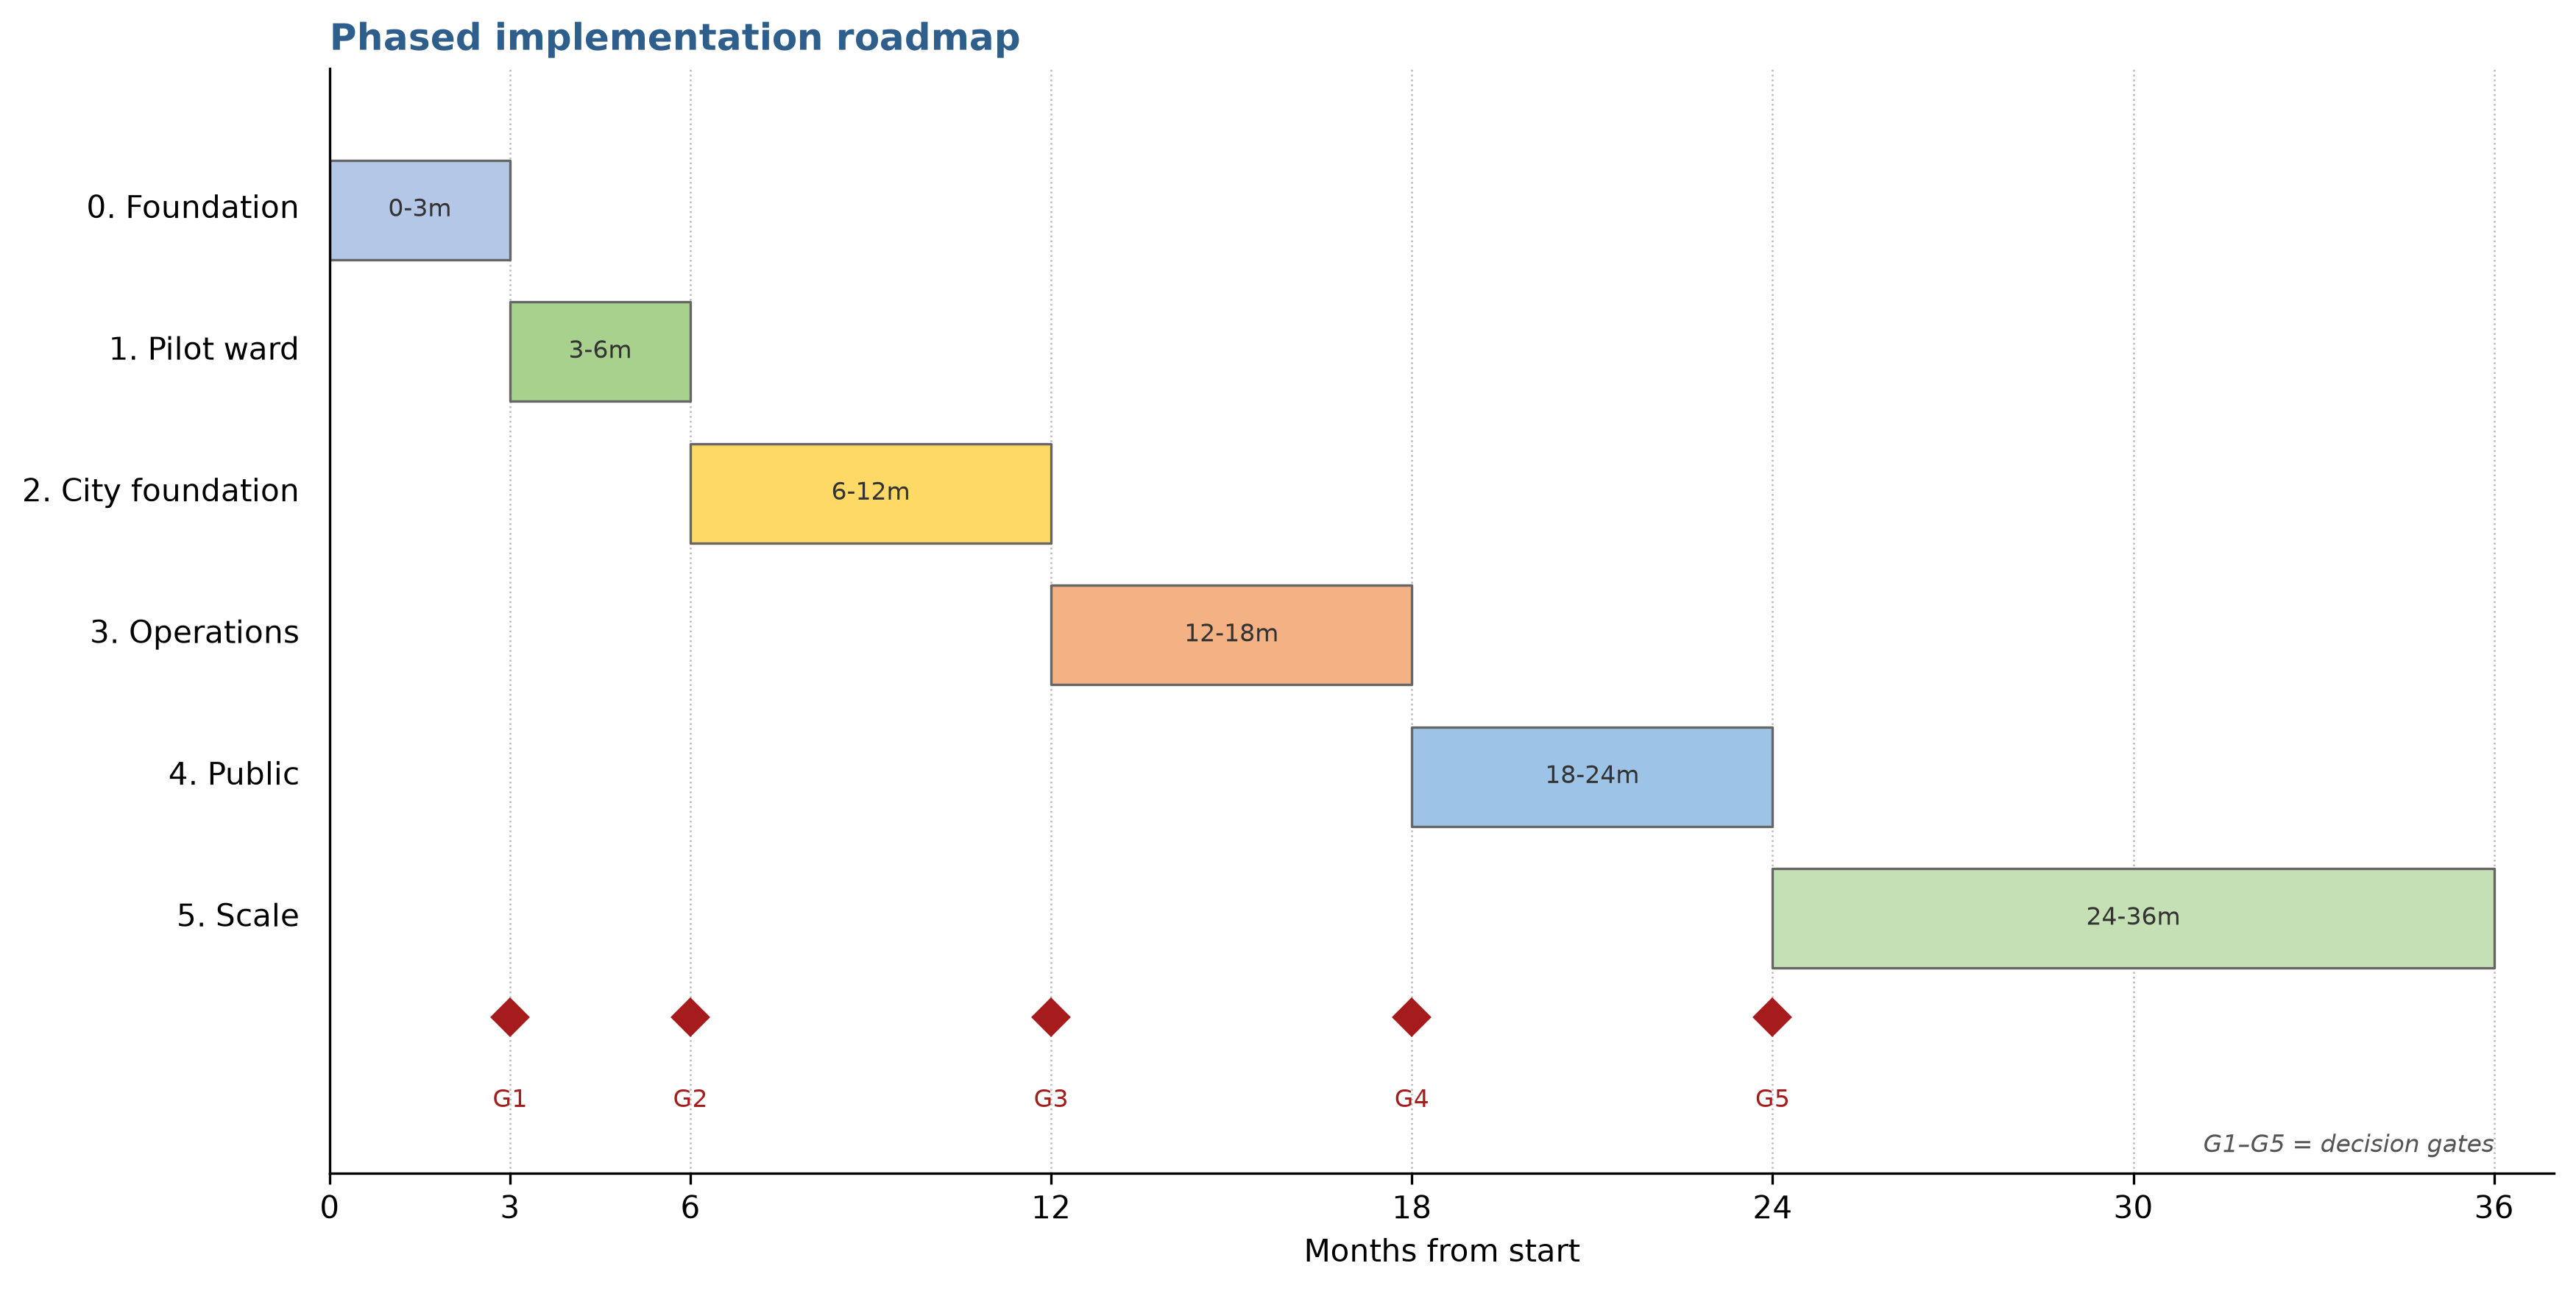 Phased implementation roadmap
0. Foundation
0-3m
1. Pilot ward
3-6m
2. City foundation
6-12m
3. Operations
12-18m
4. Public
18-24m
5. Scale
24-36m
G1 G2 G3 G4 G5
G1–G5 = decision gates
0 3 6 12 18 24 30 36
Months from start